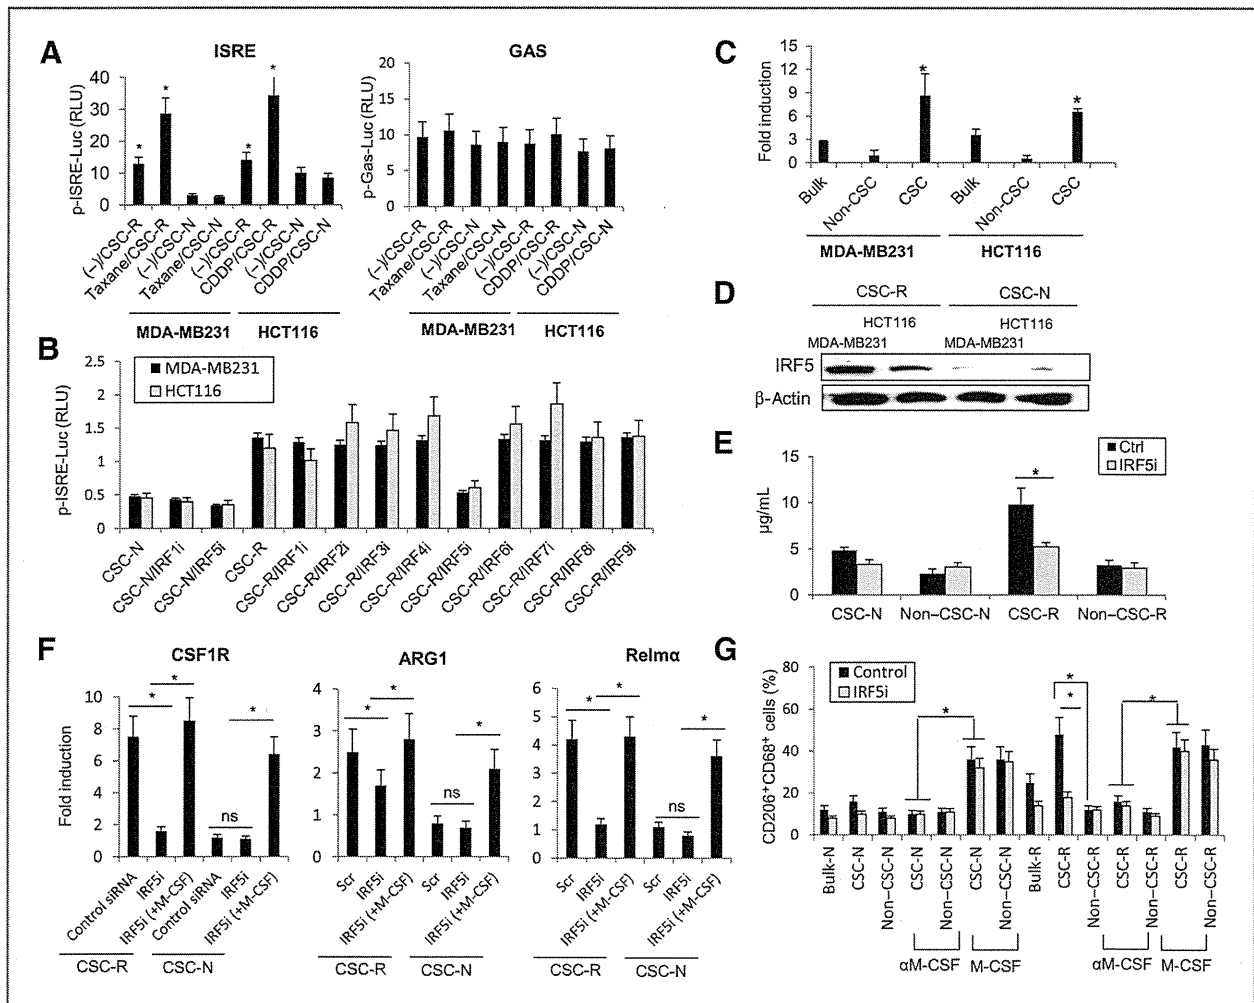 A
ISRE
GAS
p-ISRE-Luc (RLU)
40
30
20
10
0
* * * *
p-Gas-Luc (RLU)
20
15
10
5
0
(–)/CSC-R
Taxane/CSC-R
(–)/CSC-N
Taxane/CSC-N
(–)/CSC-R
CDDP/CSC-R
(–)/CSC-N
CDDP/CSC-N
(–)/CSC-R
Taxane/CSC-R
(–)/CSC-N
Taxane/CSC-N
(–)/CSC-R
CDDP/CSC-R
(–)/CSC-N
CDDP/CSC-N
MDA-MB231 HCT116
MDA-MB231 HCT116
B
MDA-MB231
HCT116
p-ISRE-Luc (RLU)
2.5
2
1.5
1
0.5
0
CSC-N
CSC-N/IRF1i
CSC-N/IRF5i
CSC-R
CSC-R/IRF1i
CSC-R/IRF2i
CSC-R/IRF3i
CSC-R/IRF4i
CSC-R/IRF5i
CSC-R/IRF6i
CSC-R/IRF7i
CSC-R/IRF8i
CSC-R/IRF9i
C
Fold induction
15
12
9
6
3
0
* *
Bulk
Non-CSC
CSC
Bulk
Non-CSC
CSC
MDA-MB231 HCT116
D
CSC-R CSC-N
HCT116 HCT116
MDA-MB231 MDA-MB231
IRF5
β-Actin
E
Ctrl
IRF5i
µg/mL
15
10
5
0
*
CSC-N Non–CSC-N CSC-R Non–CSC-R
F
CSF1R
Fold induction
10
8
6
4
2
0
* * *
ns
Control siRNA
IRF5i
IRF5i (+M-CSF)
Control siRNA
IRF5i
IRF5i (+M-CSF)
CSC-R CSC-N
ARG1
4
3
2
1
0
* * *
ns
Scr
IRF5i
IRF5i (+M-CSF)
Scr
IRF5i
IRF5i (+M-CSF)
CSC-R CSC-N
Relmα
6
5
4
3
2
1
0
* * *
ns
Scr
IRF5i
IRF5i (+M-CSF)
Scr
IRF5i
IRF5i (+M-CSF)
CSC-R CSC-N
G
Control
IRF5i
CD206+CD68+ cells (%)
80
60
40
20
0
* * * *
Bulk-N
CSC-N
Non–CSC-N
CSC-N
Non–CSC-N
CSC-N
Non–CSC-N
Bulk-R
CSC-R
Non–CSC-R
CSC-R
Non–CSC-R
CSC-R
Non–CSC-R
αM-CSF M-CSF αM-CSF M-CSF